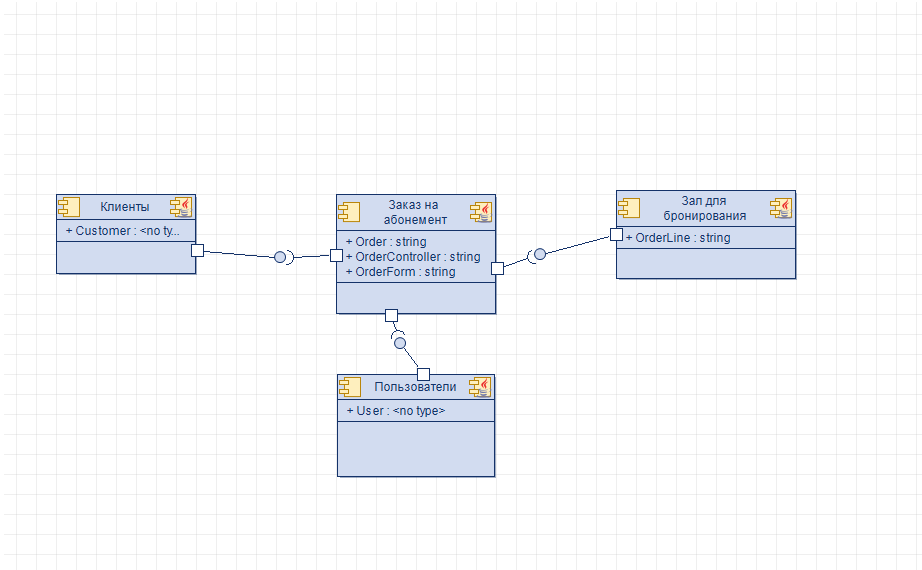 Клиенты
+ Customer : <no ty...
Заказ на
абонемент
+ Order : string
+ OrderController : string
+ OrderForm : string
Зал для
бронирования
+ OrderLine : string
Пользователи
+ User : <no type>